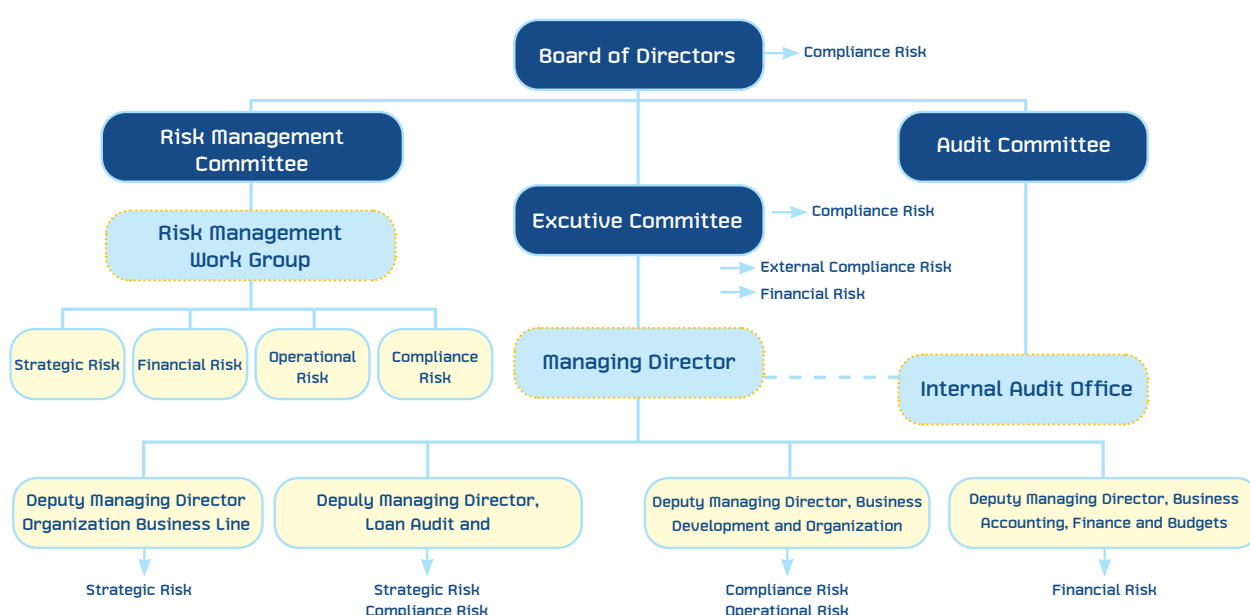 Board of Directors
Compliance Risk
Risk Management
Committee
Audit Committee
Excutive Committee
Compliance Risk
Risk Management
Work Group
External Compliance Risk
Financial Risk
Strategic Risk
Financial Risk
Operational
Risk
Compliance
Risk
Managing Director
Internal Audit Office
Deputy Managing Director
Organization Business Line
Depuly Managing Director,
Loan Audit and
Deputy Managing Director, Business
Development and Organization
Deputy Managing Director, Business
Accounting, Finance and Budgets
Strategic Risk
Strategic Risk
Compliance Risk
Compliance Risk
Operational Risk
Financial Risk